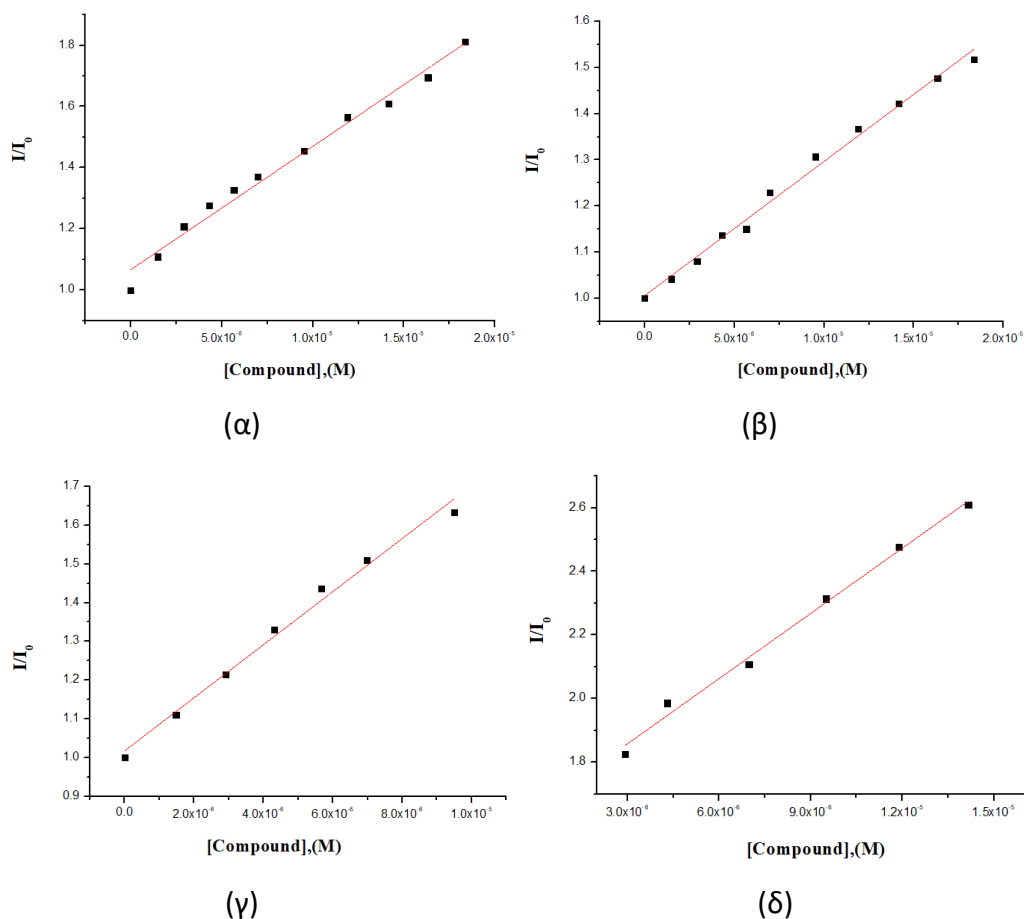 1.8
1.6
1.4
1.2
1.0
I/I₀
0.0 5.0x10⁻⁶ 1.0x10⁻⁵ 1.5x10⁻⁵ 2.0x10⁻⁵
[Compound],(M)
(α)
1.6
1.5
1.4
1.3
1.2
1.1
1.0
I/I₀
0.0 5.0x10⁻⁶ 1.0x10⁻⁵ 1.5x10⁻⁵ 2.0x10⁻⁵
[Compound],(M)
(β)
1.7
1.6
1.5
1.4
1.3
1.2
1.1
1.0
0.9
I/I₀
0.0 2.0x10⁻⁶ 4.0x10⁻⁶ 6.0x10⁻⁶ 8.0x10⁻⁶ 1.0x10⁻⁵
[Compound],(M)
(γ)
2.6
2.4
2.2
2.0
1.8
I/I₀
3.0x10⁻⁶ 6.0x10⁻⁶ 9.0x10⁻⁶ 1.2x10⁻⁵ 1.5x10⁻⁵
[Compound],(M)
(δ)